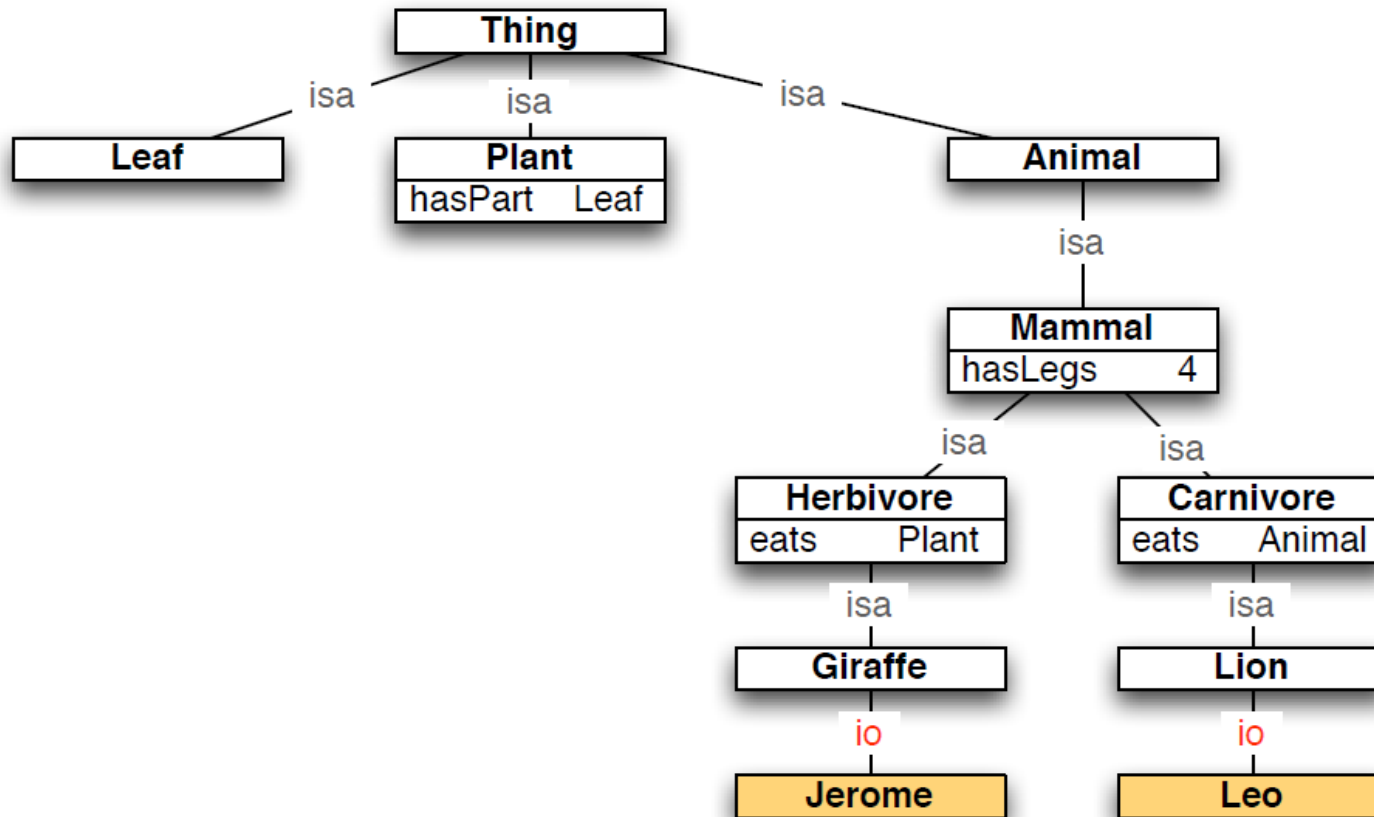 Thing
isa isa isa
Leaf Plant Animal
hasPart Leaf
isa
Mammal
hasLegs 4
isa isa
Herbivore Carnivore
eats Plant eats Animal
isa isa
Giraffe Lion
io io
Jerome Leo